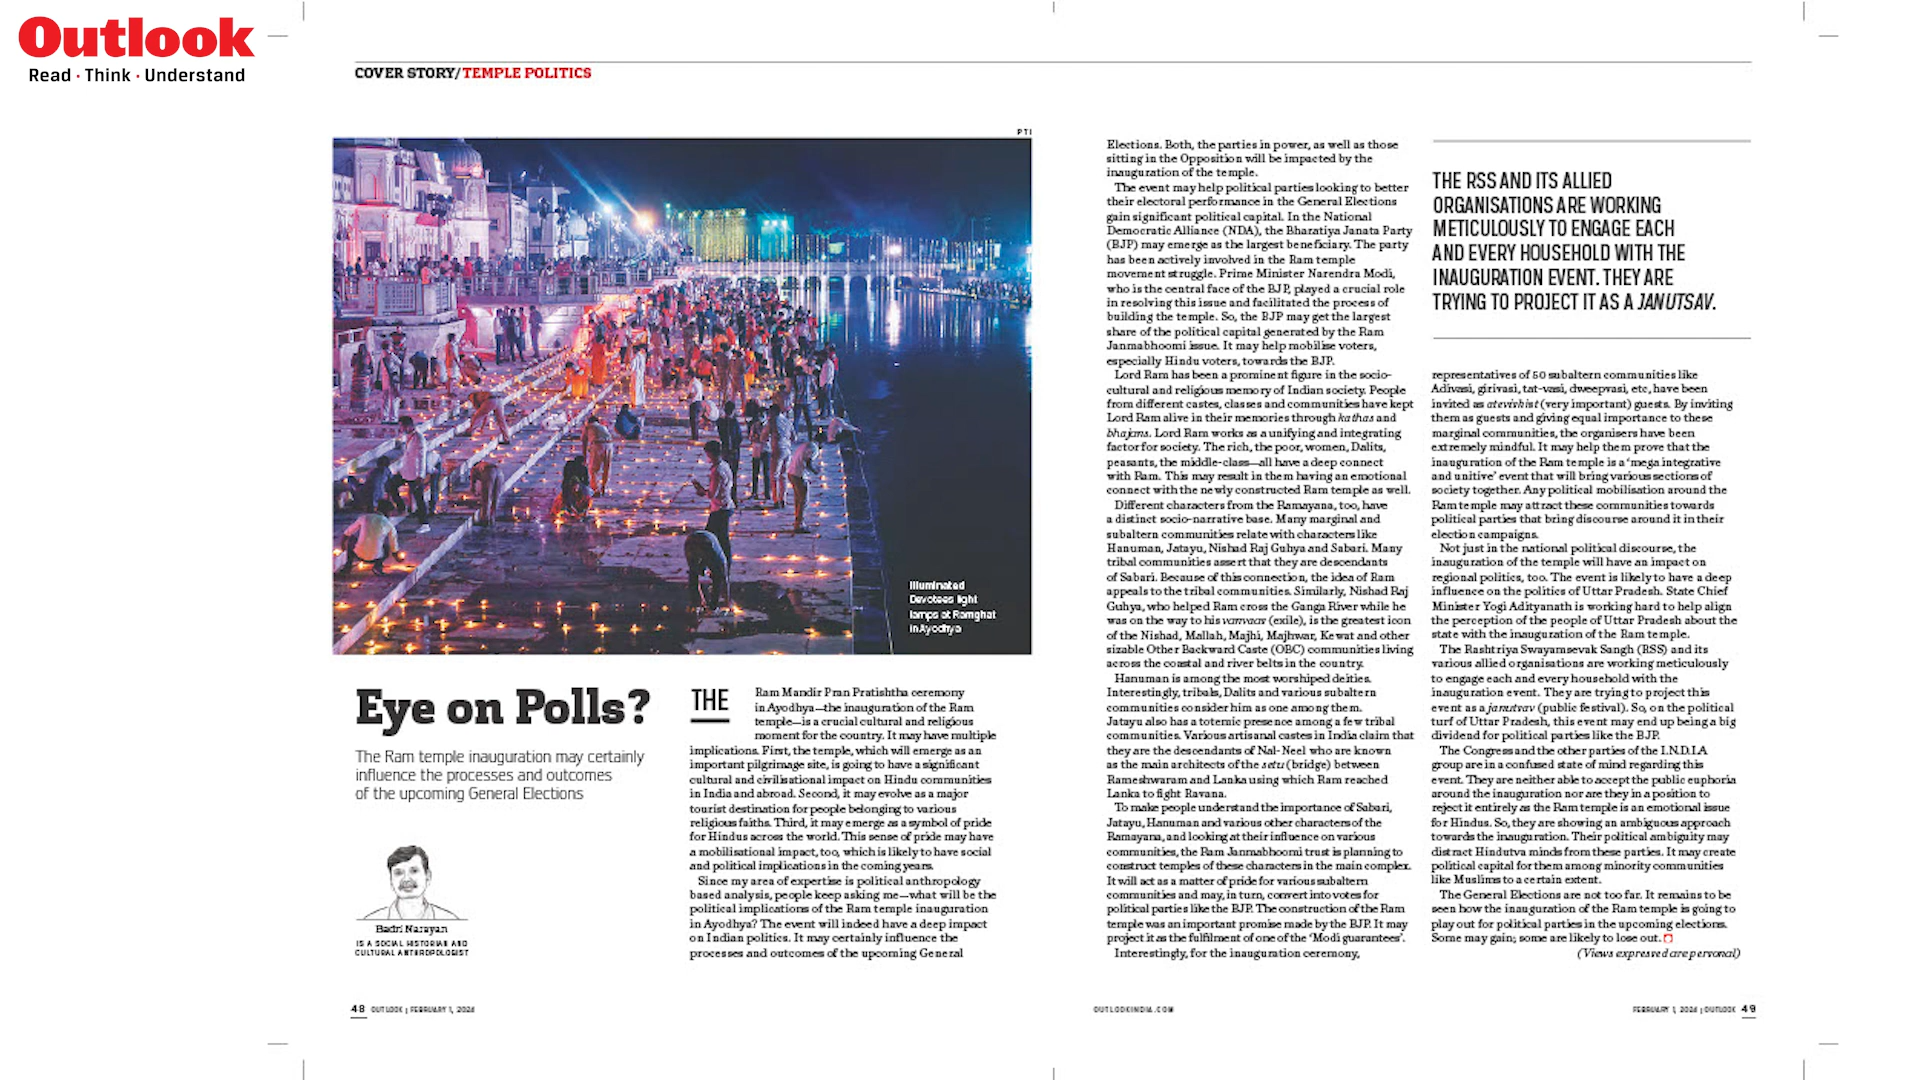 Outlook
Read · Think · Understand
COVER STORY/TEMPLE POLITICS
PTI
Illuminated
Devotees light
lamps at Ramghat
in Ayodhya
Eye on Polls?
The Ram temple inauguration may certainly
influence the processes and outcomes
of the upcoming General Elections
Badri Narayan
IS A SOCIAL HISTORIAN AND
CULTURAL ANTHROPOLOGIST
THE Ram Mandir Pran Pratishtha ceremony
in Ayodhya—the inauguration of the Ram
temple—is a crucial cultural and religious
moment for the country. It may have multiple
implications. First, the temple, which will emerge as an
important pilgrimage site, is going to have a significant
cultural and civilisational impact on Hindu communities
in India and abroad. Second, it may evolve as a major
tourist destination for people belonging to various
religious faiths. Third, it may emerge as a symbol of pride
for Hindus across the world. This sense of pride may have
a mobilisational impact, too, which is likely to have social
and political implications in the coming years.
Since my area of expertise is political anthropology
based analysis, people keep asking me—what will be the
political implications of the Ram temple inauguration
in Ayodhya? The event will indeed have a deep impact
on Indian politics. It may certainly influence the
processes and outcomes of the upcoming General
Elections. Both, the parties in power, as well as those
sitting in the Opposition will be impacted by the
inauguration of the temple.
The event may help political parties looking to better
their electoral performance in the General Elections
gain significant political capital. In the National
Democratic Alliance (NDA), the Bharatiya Janata Party
(BJP) may emerge as the largest beneficiary. The party
has been actively involved in the Ram temple
movement struggle. Prime Minister Narendra Modi,
who is the central face of the BJP, played a crucial role
in resolving this issue and facilitated the process of
building the temple. So, the BJP may get the largest
share of the political capital generated by the Ram
Janmabhoomi issue. It may help mobilise voters,
especially Hindu voters, towards the BJP.
Lord Ram has been a prominent figure in the socio-
cultural and religious memory of Indian society. People
from different castes, classes and communities have kept
Lord Ram alive in their memories through kathas and
bhajans. Lord Ram works as a unifying and integrating
factor for society. The rich, the poor, women, Dalits,
peasants, the middle-class—all have a deep connect
with Ram. This may result in them having an emotional
connect with the newly constructed Ram temple as well.
Different characters from the Ramayana, too, have
a distinct socio-narrative base. Many marginal and
subaltern communities relate with characters like
Hanuman, Jatayu, Nishad Raj Guhya and Sabari. Many
tribal communities assert that they are descendants
of Sabari. Because of this connection, the idea of Ram
appeals to the tribal communities. Similarly, Nishad Raj
Guhya, who helped Ram cross the Ganga River while he
was on the way to his vanvaas (exile), is the greatest icon
of the Nishad, Mallah, Majhi, Majhwar, Kewat and other
sizable Other Backward Caste (OBC) communities living
across the coastal and river belts in the country.
Hanuman is among the most worshiped deities.
Interestingly, tribals, Dalits and various subaltern
communities consider him as one among them.
Jatayu also has a totemic presence among a few tribal
communities. Various artisanal castes in India claim that
they are the descendants of Nal-Neel who are known
as the main architects of the setu (bridge) between
Rameshwaram and Lanka using which Ram reached
Lanka to fight Ravana.
To make people understand the importance of Sabari,
Jatayu, Hanuman and various other characters of the
Ramayana, and looking at their influence on various
communities, the Ram Janmabhoomi trust is planning to
construct temples of these characters in the main complex.
It will act as a matter of pride for various subaltern
communities and may, in turn, convert into votes for
political parties like the BJP. The construction of the Ram
temple was an important promise made by the BJP. It may
project it as the fulfilment of one of the ‘Modi guarantees’.
Interestingly, for the inauguration ceremony,
THE RSS AND ITS ALLIED
ORGANISATIONS ARE WORKING
METICULOUSLY TO ENGAGE EACH
AND EVERY HOUSEHOLD WITH THE
INAUGURATION EVENT. THEY ARE
TRYING TO PROJECT IT AS A JANUTSAV.
representatives of 50 subaltern communities like
Adivasi, girivasi, tat-vasi, dweepvasi, etc, have been
invited as ativishist (very important) guests. By inviting
them as guests and giving equal importance to these
marginal communities, the organisers have been
extremely mindful. It may help them prove that the
inauguration of the Ram temple is a ‘mega integrative
and unitive’ event that will bring various sections of
society together. Any political mobilisation around the
Ram temple may attract these communities towards
political parties that bring discourse around it in their
election campaigns.
Not just in the national political discourse, the
inauguration of the temple will have an impact on
regional politics, too. The event is likely to have a deep
influence on the politics of Uttar Pradesh. State Chief
Minister Yogi Adityanath is working hard to help align
the perception of the people of Uttar Pradesh about the
state with the inauguration of the Ram temple.
The Rashtriya Swayamsevak Sangh (RSS) and its
various allied organisations are working meticulously
to engage each and every household with the
inauguration event. They are trying to project this
event as a janutsav (public festival). So, on the political
turf of Uttar Pradesh, this event may end up being a big
dividend for political parties like the BJP.
The Congress and the other parties of the I.N.D.I.A
group are in a confused state of mind regarding this
event. They are neither able to accept the public euphoria
around the inauguration nor are they in a position to
reject it entirely as the Ram temple is an emotional issue
for Hindus. So, they are showing an ambiguous approach
towards the inauguration. Their political ambiguity may
distract Hindutva minds from these parties. It may create
political capital for them among minority communities
like Muslims to a certain extent.
The General Elections are not too far. It remains to be
seen how the inauguration of the Ram temple is going to
play out for political parties in the upcoming elections.
Some may gain; some are likely to lose out.
(Views expressed are personal)
48 OUTLOOK | FEBRUARY 1, 2024
OUTLOOKINDIA.COM
FEBRUARY 1, 2024 | OUTLOOK 49